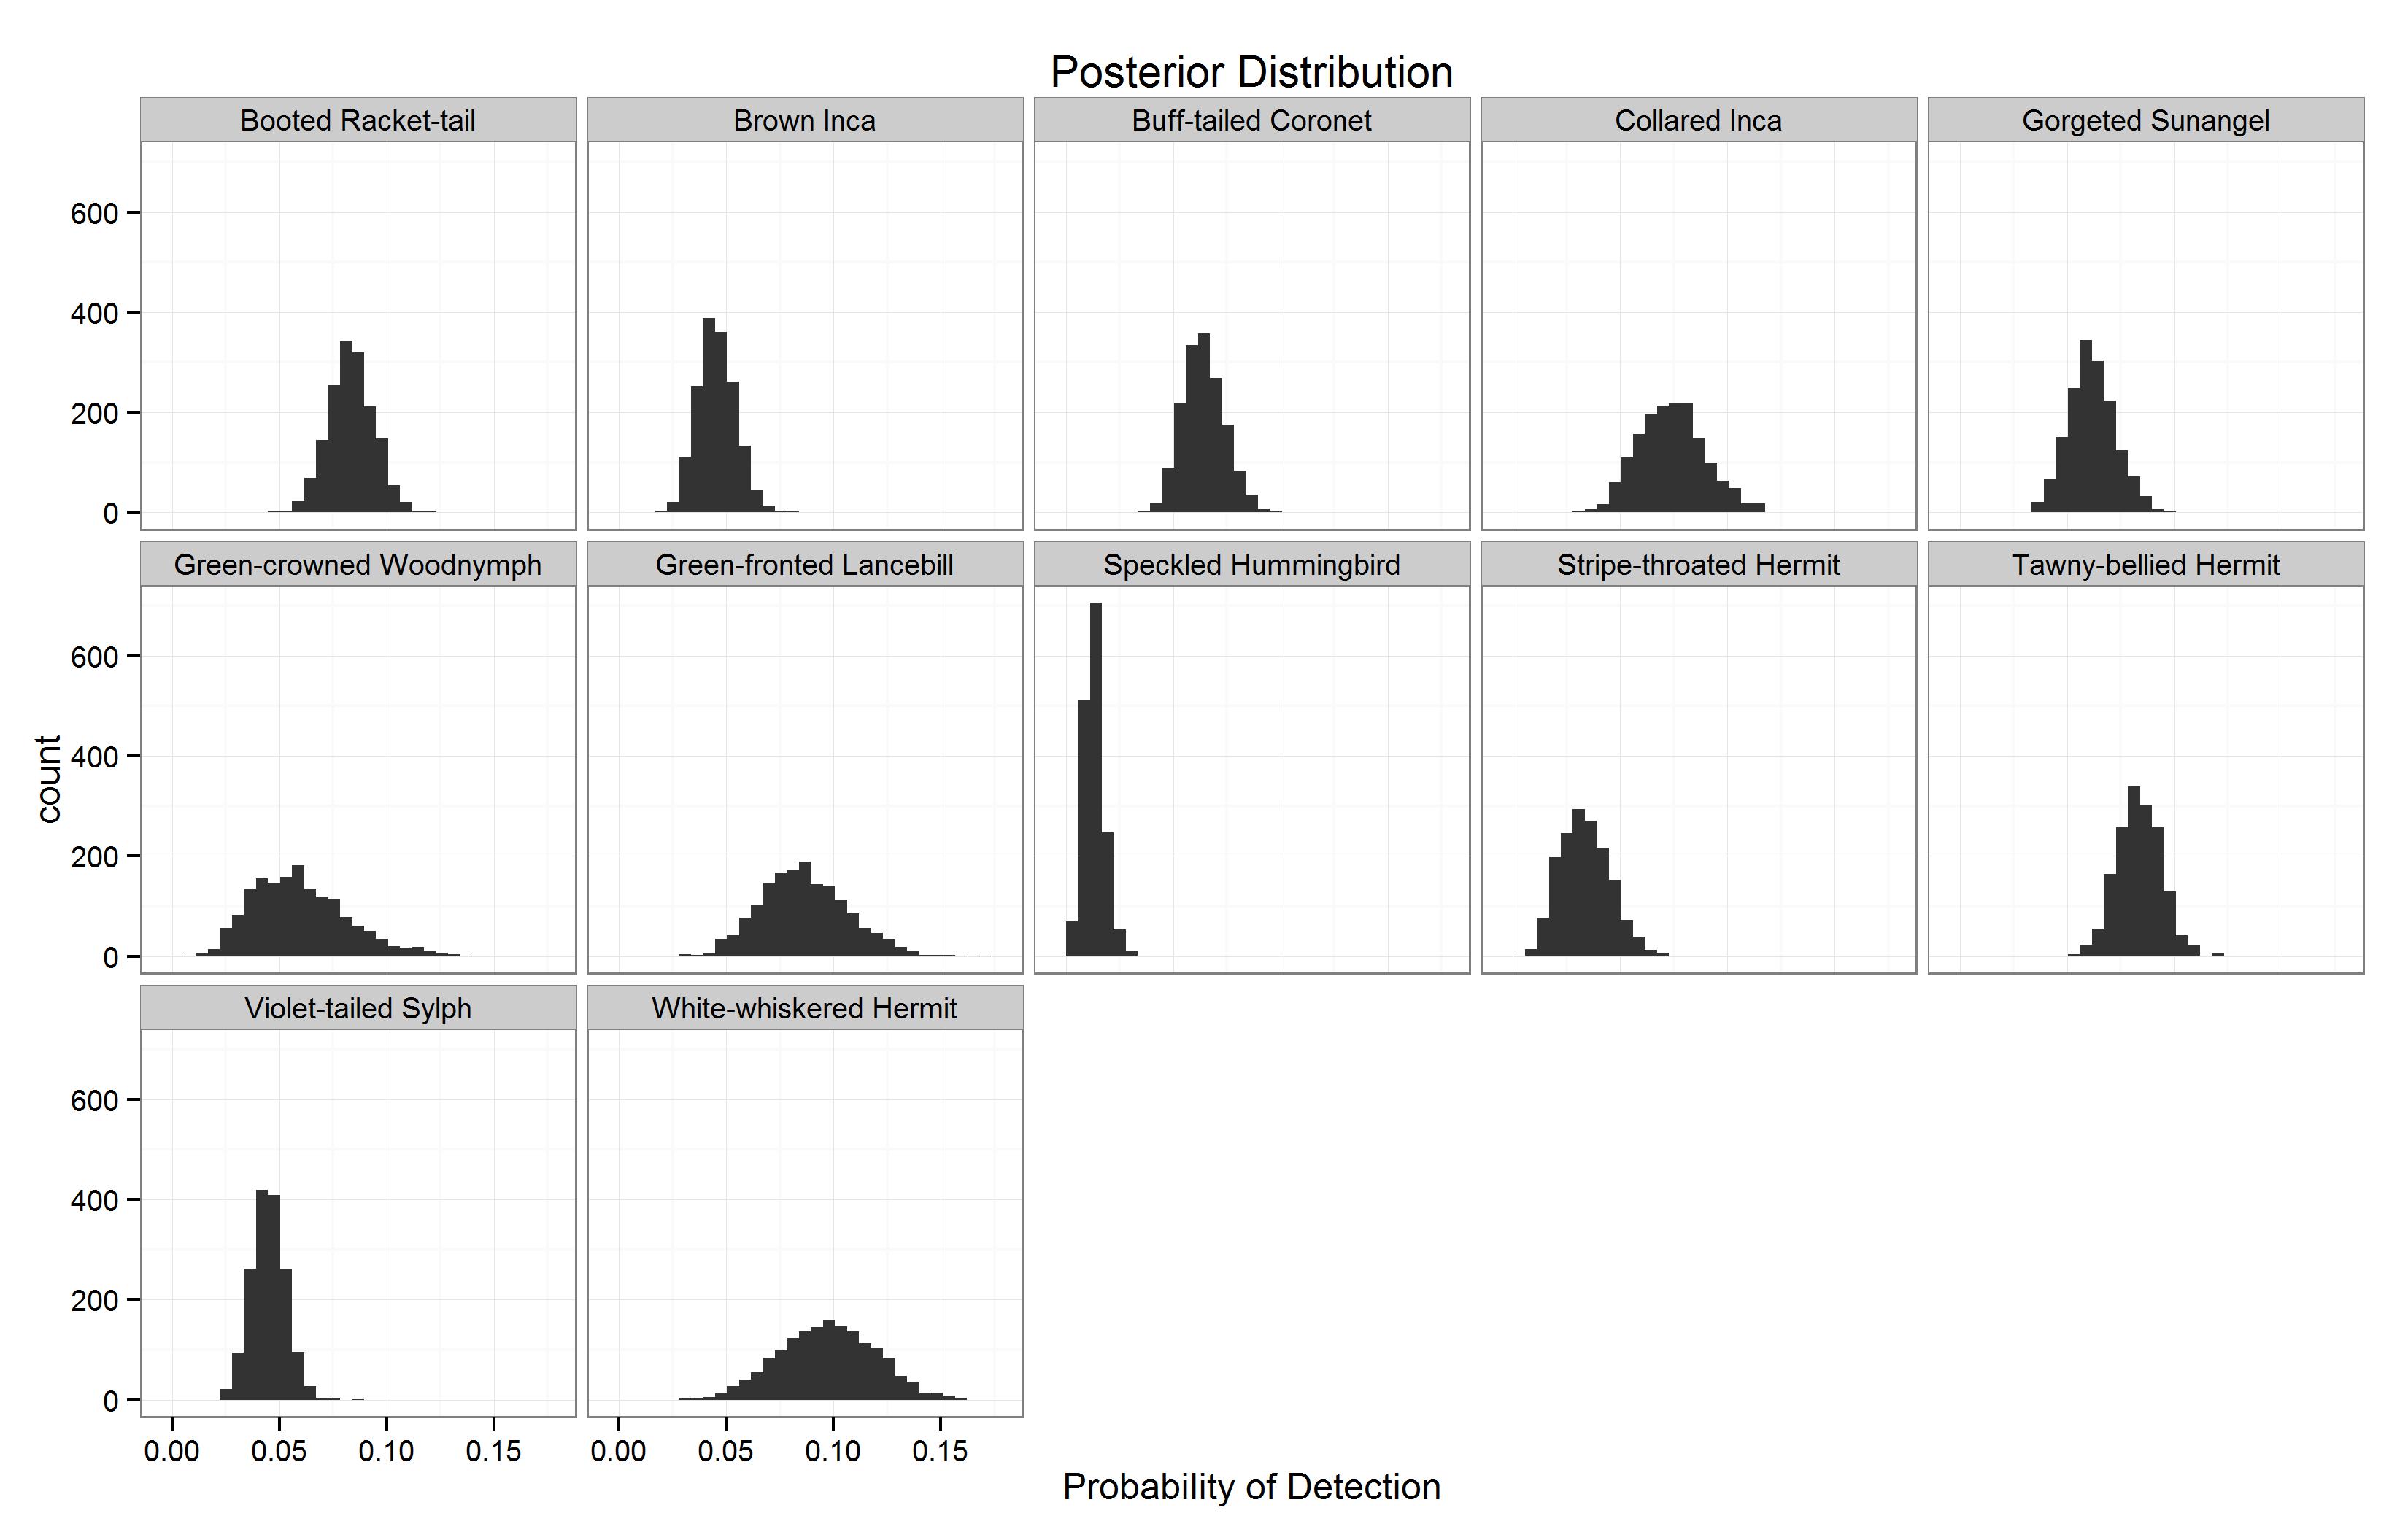 Posterior Distribution
Booted Racket-tail
Brown Inca
Buff-tailed Coronet
Collared Inca
Gorgeted Sunangel
600
400
200
0
Green-crowned Woodnymph
Green-fronted Lancebill
Speckled Hummingbird
Stripe-throated Hermit
Tawny-bellied Hermit
600
400
200
0
count
Violet-tailed Sylph
White-whiskered Hermit
600
400
200
0
0.00 0.05 0.10 0.15
0.00 0.05 0.10 0.15
Probability of Detection